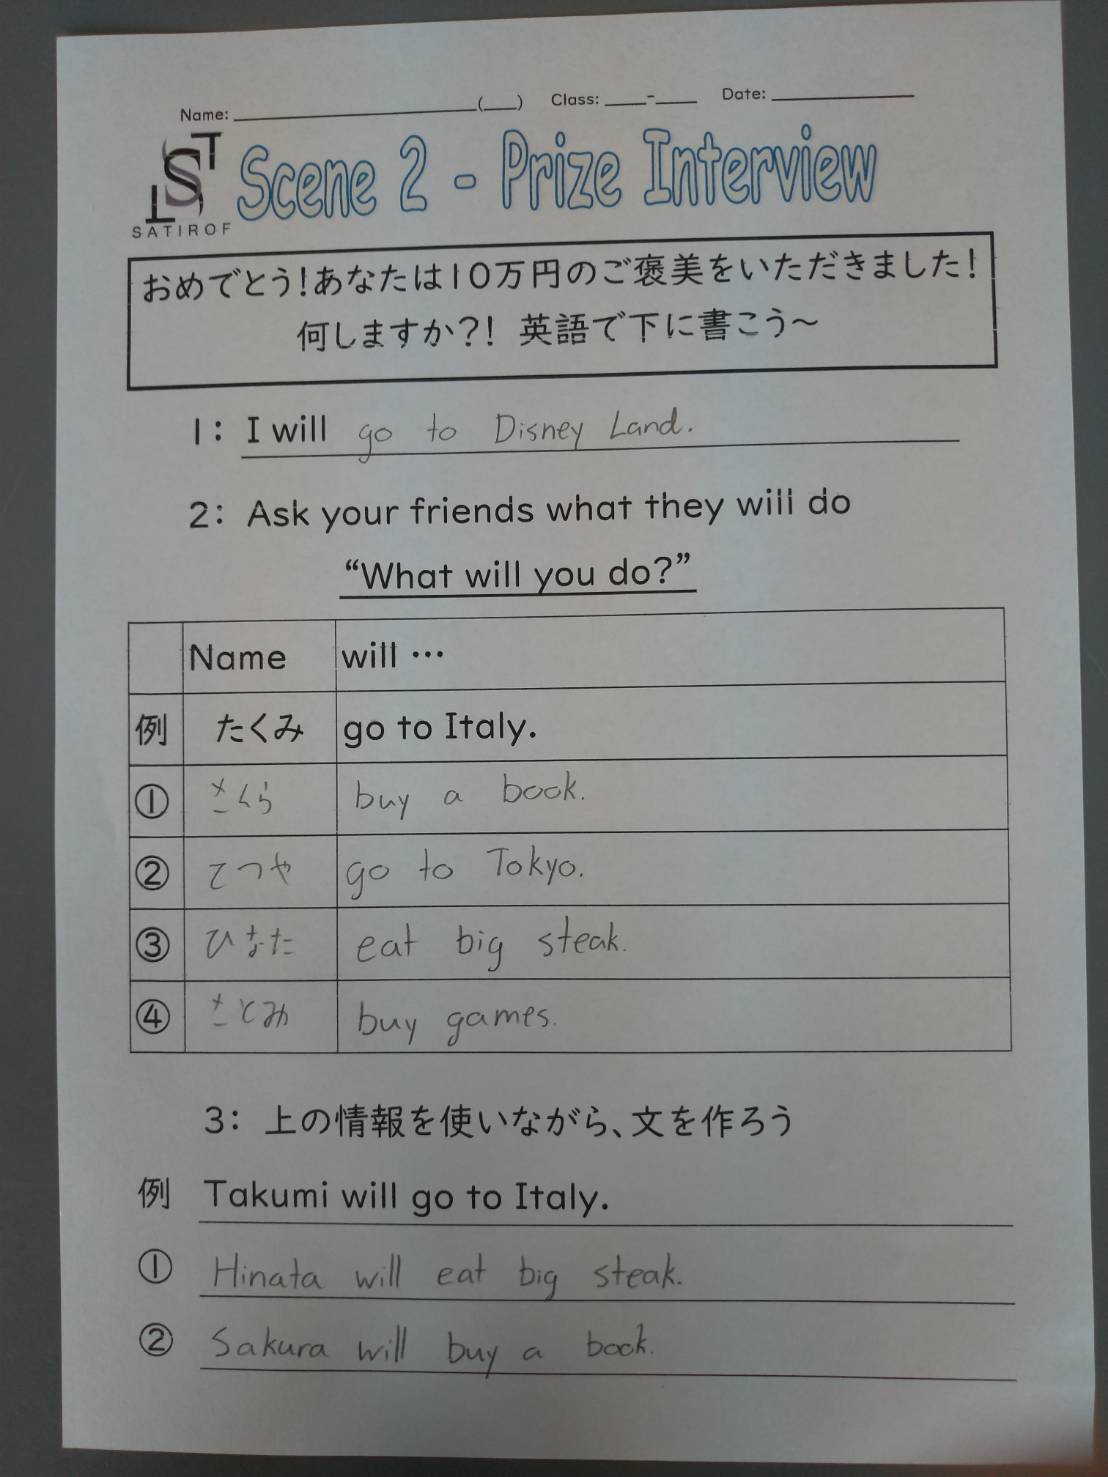 Name: ____________________(___) Class: ____-____ Date: ____________
ST
SATIROF
Scene 2 - Prize Interview
おめでとう!あなたは10万円のご褒美をいただきました!
何しますか?! 英語で下に書こう〜
1: I will go to Disney Land.
2: Ask your friends what they will do
“What will you do?”
Name will …
例 たくみ go to Italy.
① さくら buy a book.
② てつや go to Tokyo.
③ ひなた eat big steak.
④ さとみ buy games.
3: 上の情報を使いながら、文を作ろう
例 Takumi will go to Italy.
① Hinata will eat big steak.
② Sakura will buy a book.